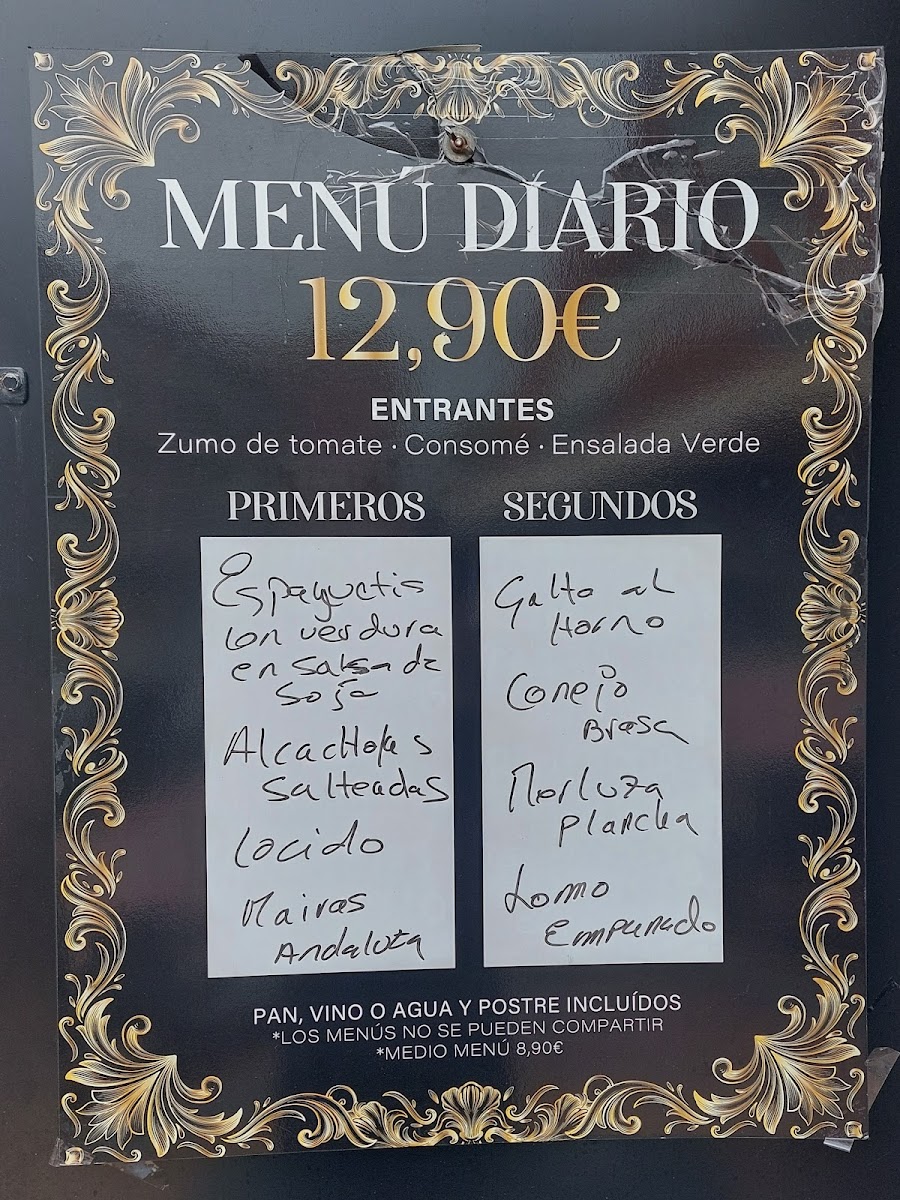 MENÚ DIARIO
12,90€
ENTRANTES
Zumo de tomate · Consomé · Ensalada Verde
PRIMEROS
Espaguetis
con verdura
en salsa de
soja
Alcachofas
salteadas
Cocido
Mairas
Andaluza
SEGUNDOS
Galto al
Horno
Conejo
Brasa
Merluza
plancha
Lomo
Empanado
PAN, VINO O AGUA Y POSTRE INCLUÍDOS
*LOS MENÚS NO SE PUEDEN COMPARTIR
*MEDIO MENÚ 8,90€